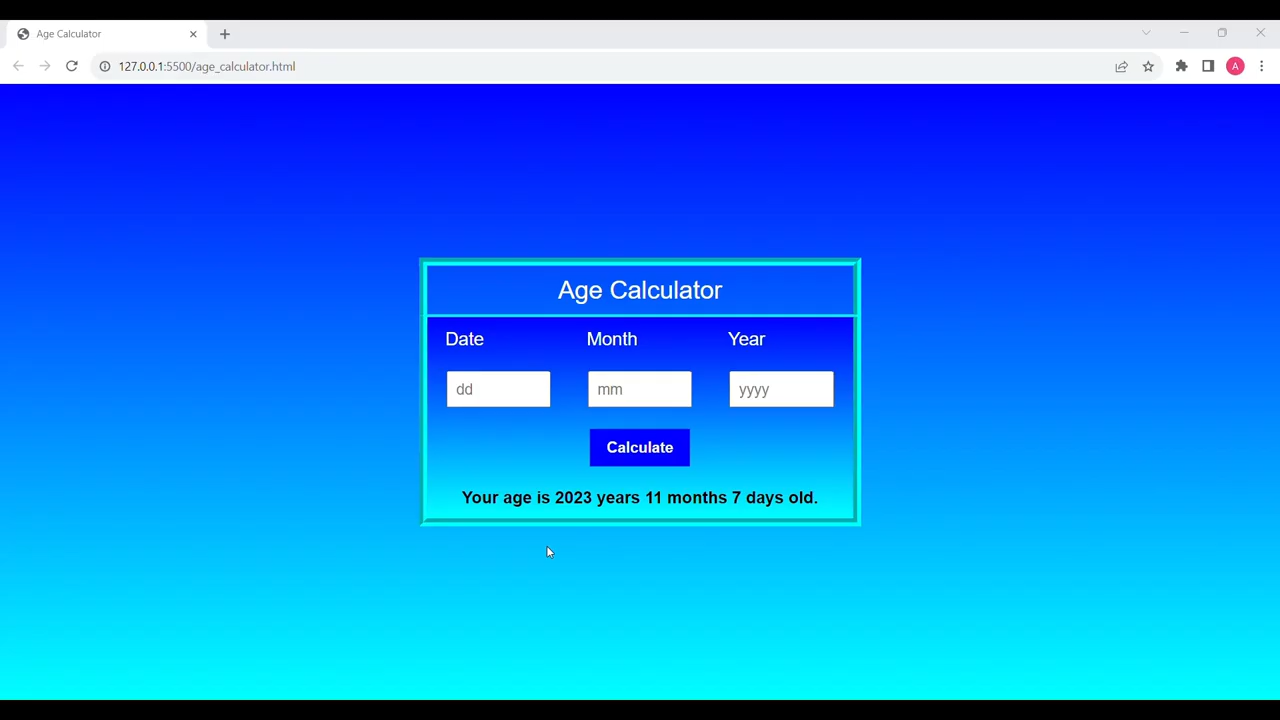 Age Calculator
127.0.0.1:5500/age_calculator.html
A
Age Calculator
Date Month Year
dd mm yyyy
Calculate
Your age is 2023 years 11 months 7 days old.